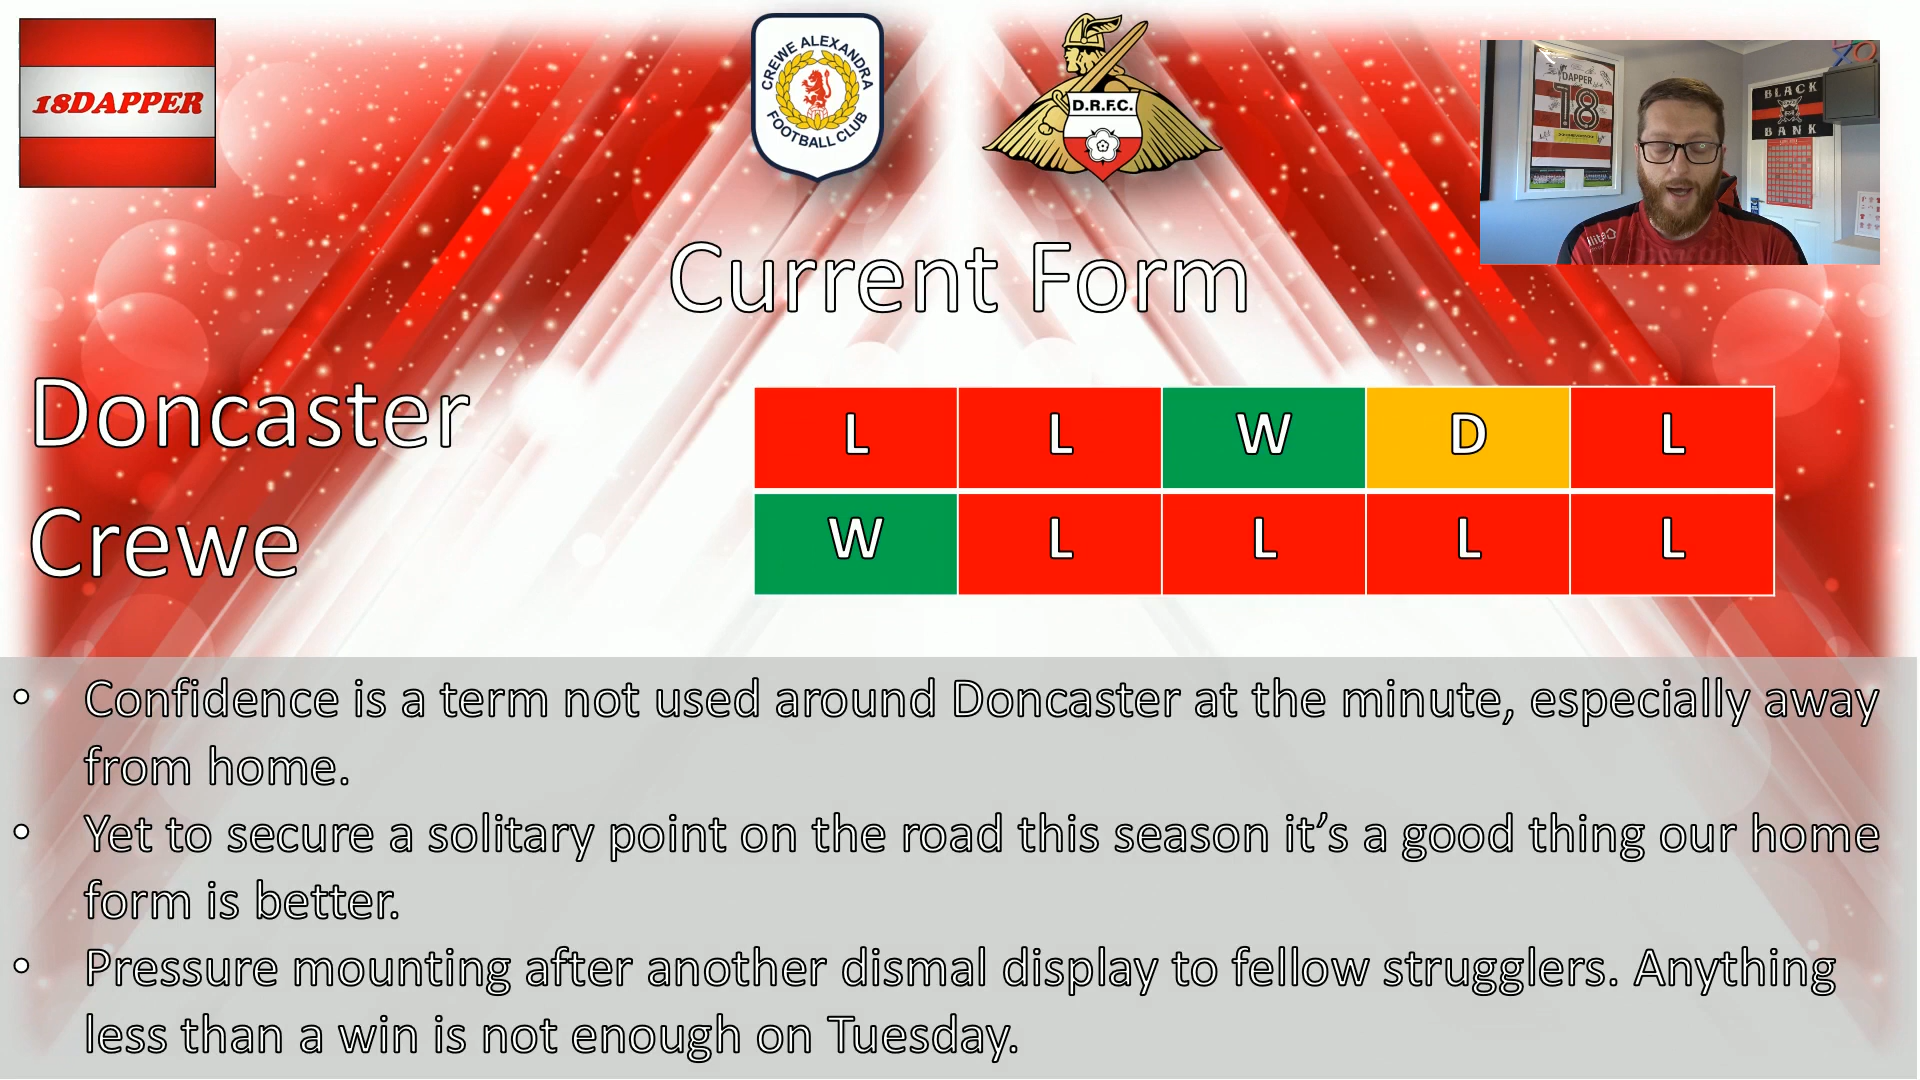 18DAPPER
CREWE ALEXANDRA
FOOTBALL CLUB
D.R.F.C.
DAPPER
18
BLACK
BANK
Current Form
Doncaster
L L W D L
Crewe
W L L L L
• Confidence is a term not used around Doncaster at the minute, especially away
from home.
• Yet to secure a solitary point on the road this season it’s a good thing our home
form is better.
• Pressure mounting after another dismal display to fellow strugglers. Anything
less than a win is not enough on Tuesday.